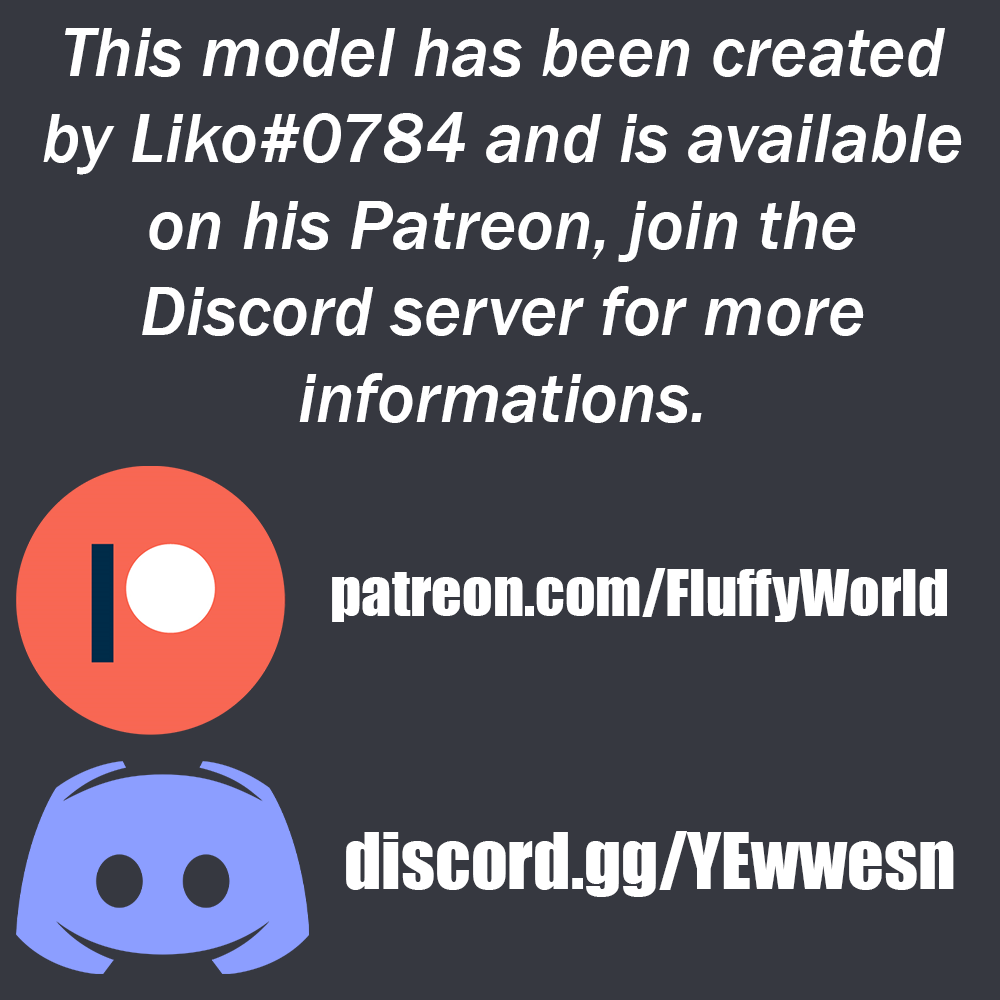 This model has been created
by Liko#0784 and is available
on his Patreon, join the
Discord server for more
informations.
patreon.com/FluffyWorld
discord.gg/YEwwesn